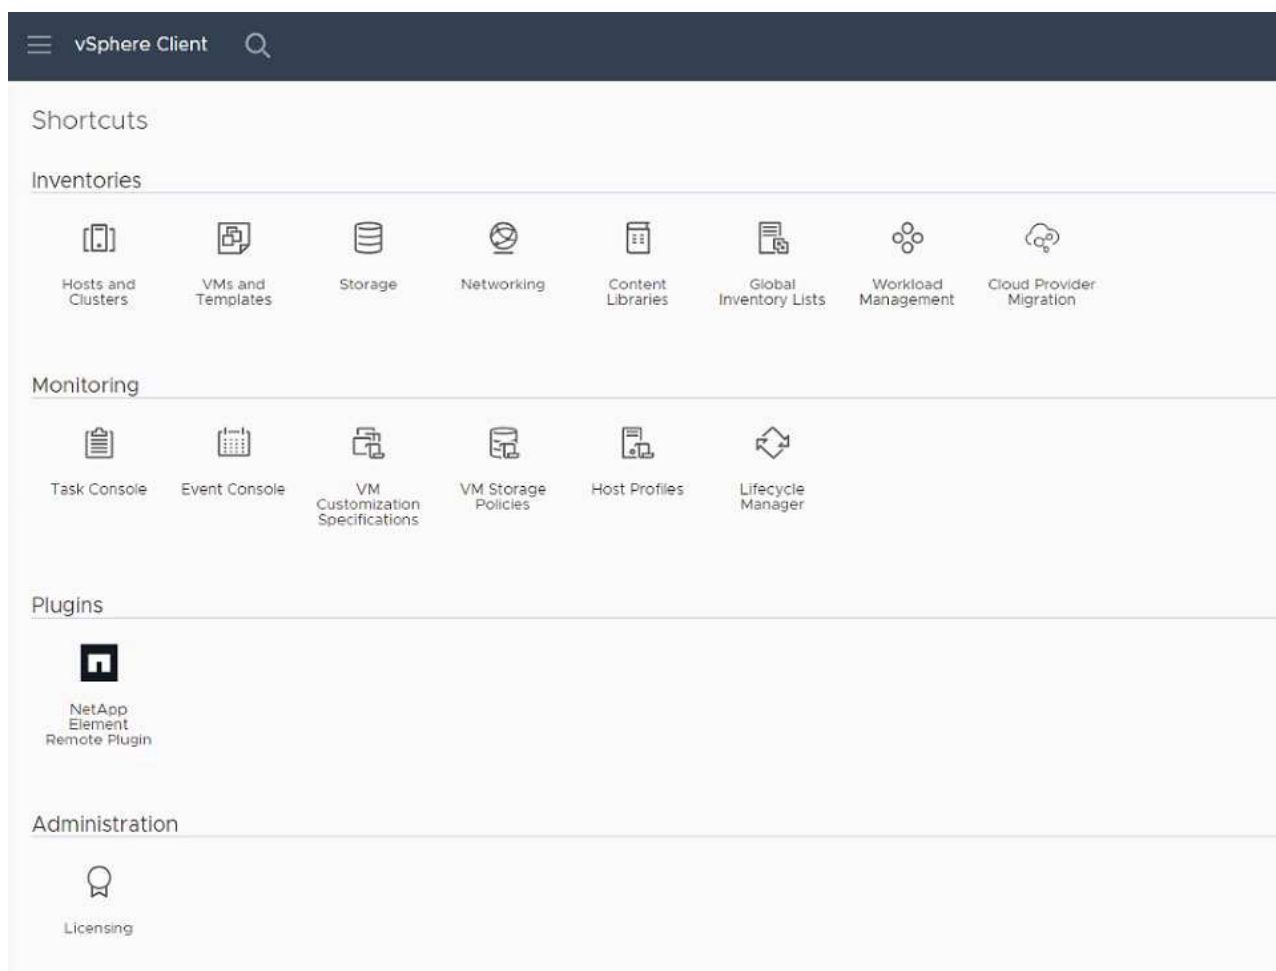 vSphere Client
Shortcuts
Inventories
Hosts and
Clusters
VMs and
Templates
Storage
Networking
Content
Libraries
Global
Inventory Lists
Workload
Management
Cloud Provider
Migration
Monitoring
Task Console
Event Console
VM
Customization
Specifications
VM Storage
Policies
Host Profiles
Lifecycle
Manager
Plugins
NetApp
Element
Remote Plugin
Administration
Licensing